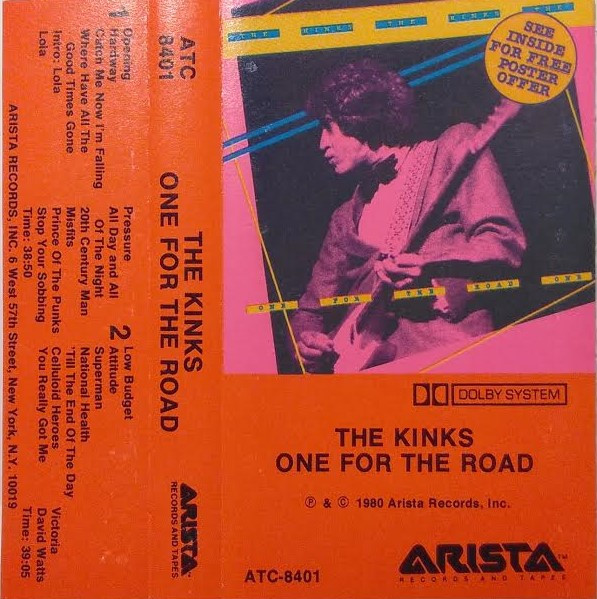 1
Opening
Hardway
Catch Me Now I'm Falling
Where Have All The
Good Times Gone
Intro: Lola
Lola
Pressure
All Day and All
Of The Night
20th Century Man
Misfits
Prince Of The Punks
Stop Your Sobbing
Time: 38:50
2
Low Budget
Attitude
Superman
National Health
'Till The End Of The Day
Celluloid Heroes
You Really Got Me
Victoria
David Watts
Time: 39:05
ARISTA RECORDS, INC. 6 West 57th Street, New York, N.Y. 10019
ATC
8401
THE KINKS
ONE FOR THE ROAD
ARISTA
RECORDS AND TAPES
THE KINKS THE KINKS THE
SEE
INSIDE
FOR FREE
POSTER
OFFER
ONE FOR THE ROAD ONE
DOLBY SYSTEM
THE KINKS
ONE FOR THE ROAD
℗ & © 1980 Arista Records, Inc.
ATC-8401
ARISTA™
RECORDS AND TAPES